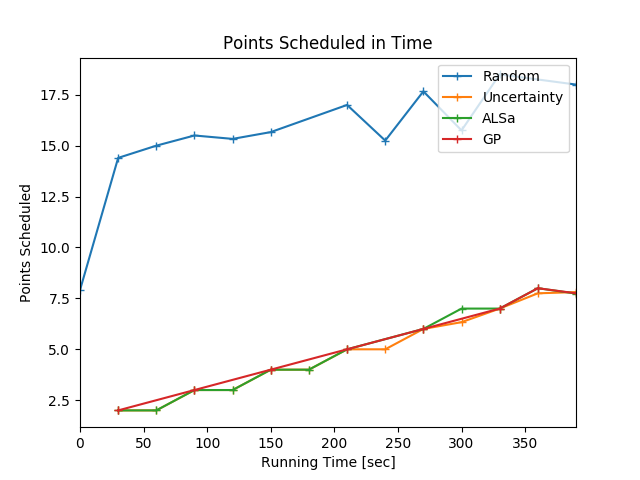 Points Scheduled in Time
Random
Uncertainty
ALSa
GP
Points Scheduled
17.5
15.0
12.5
10.0
7.5
5.0
2.5
0 50 100 150 200 250 300 350
Running Time [sec]